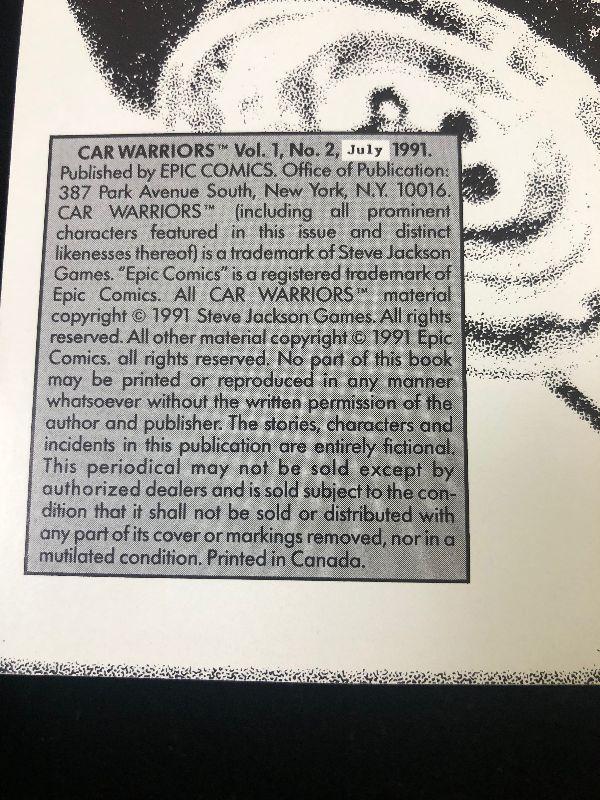 CAR WARRIORS™ Vol. 1, No. 2, July 1991.
Published by EPIC COMICS. Office of Publication:
387 Park Avenue South, New York, N.Y. 10016.
CAR WARRIORS™ (including all prominent
characters featured in this issue and distinct
likenesses thereof) is a trademark of Steve Jackson
Games. “Epic Comics” is a registered trademark of
Epic Comics. All CAR WARRIORS™ material
copyright © 1991 Steve Jackson Games. All rights
reserved. All other material copyright © 1991 Epic
Comics. all rights reserved. No part of this book
may be printed or reproduced in any manner
whatsoever without the written permission of the
author and publisher. The stories, characters and
incidents in this publication are entirely fictional.
This periodical may not be sold except by
authorized dealers and is sold subject to the con-
dition that it shall not be sold or distributed with
any part of its cover or markings removed, nor in a
mutilated condition. Printed in Canada.